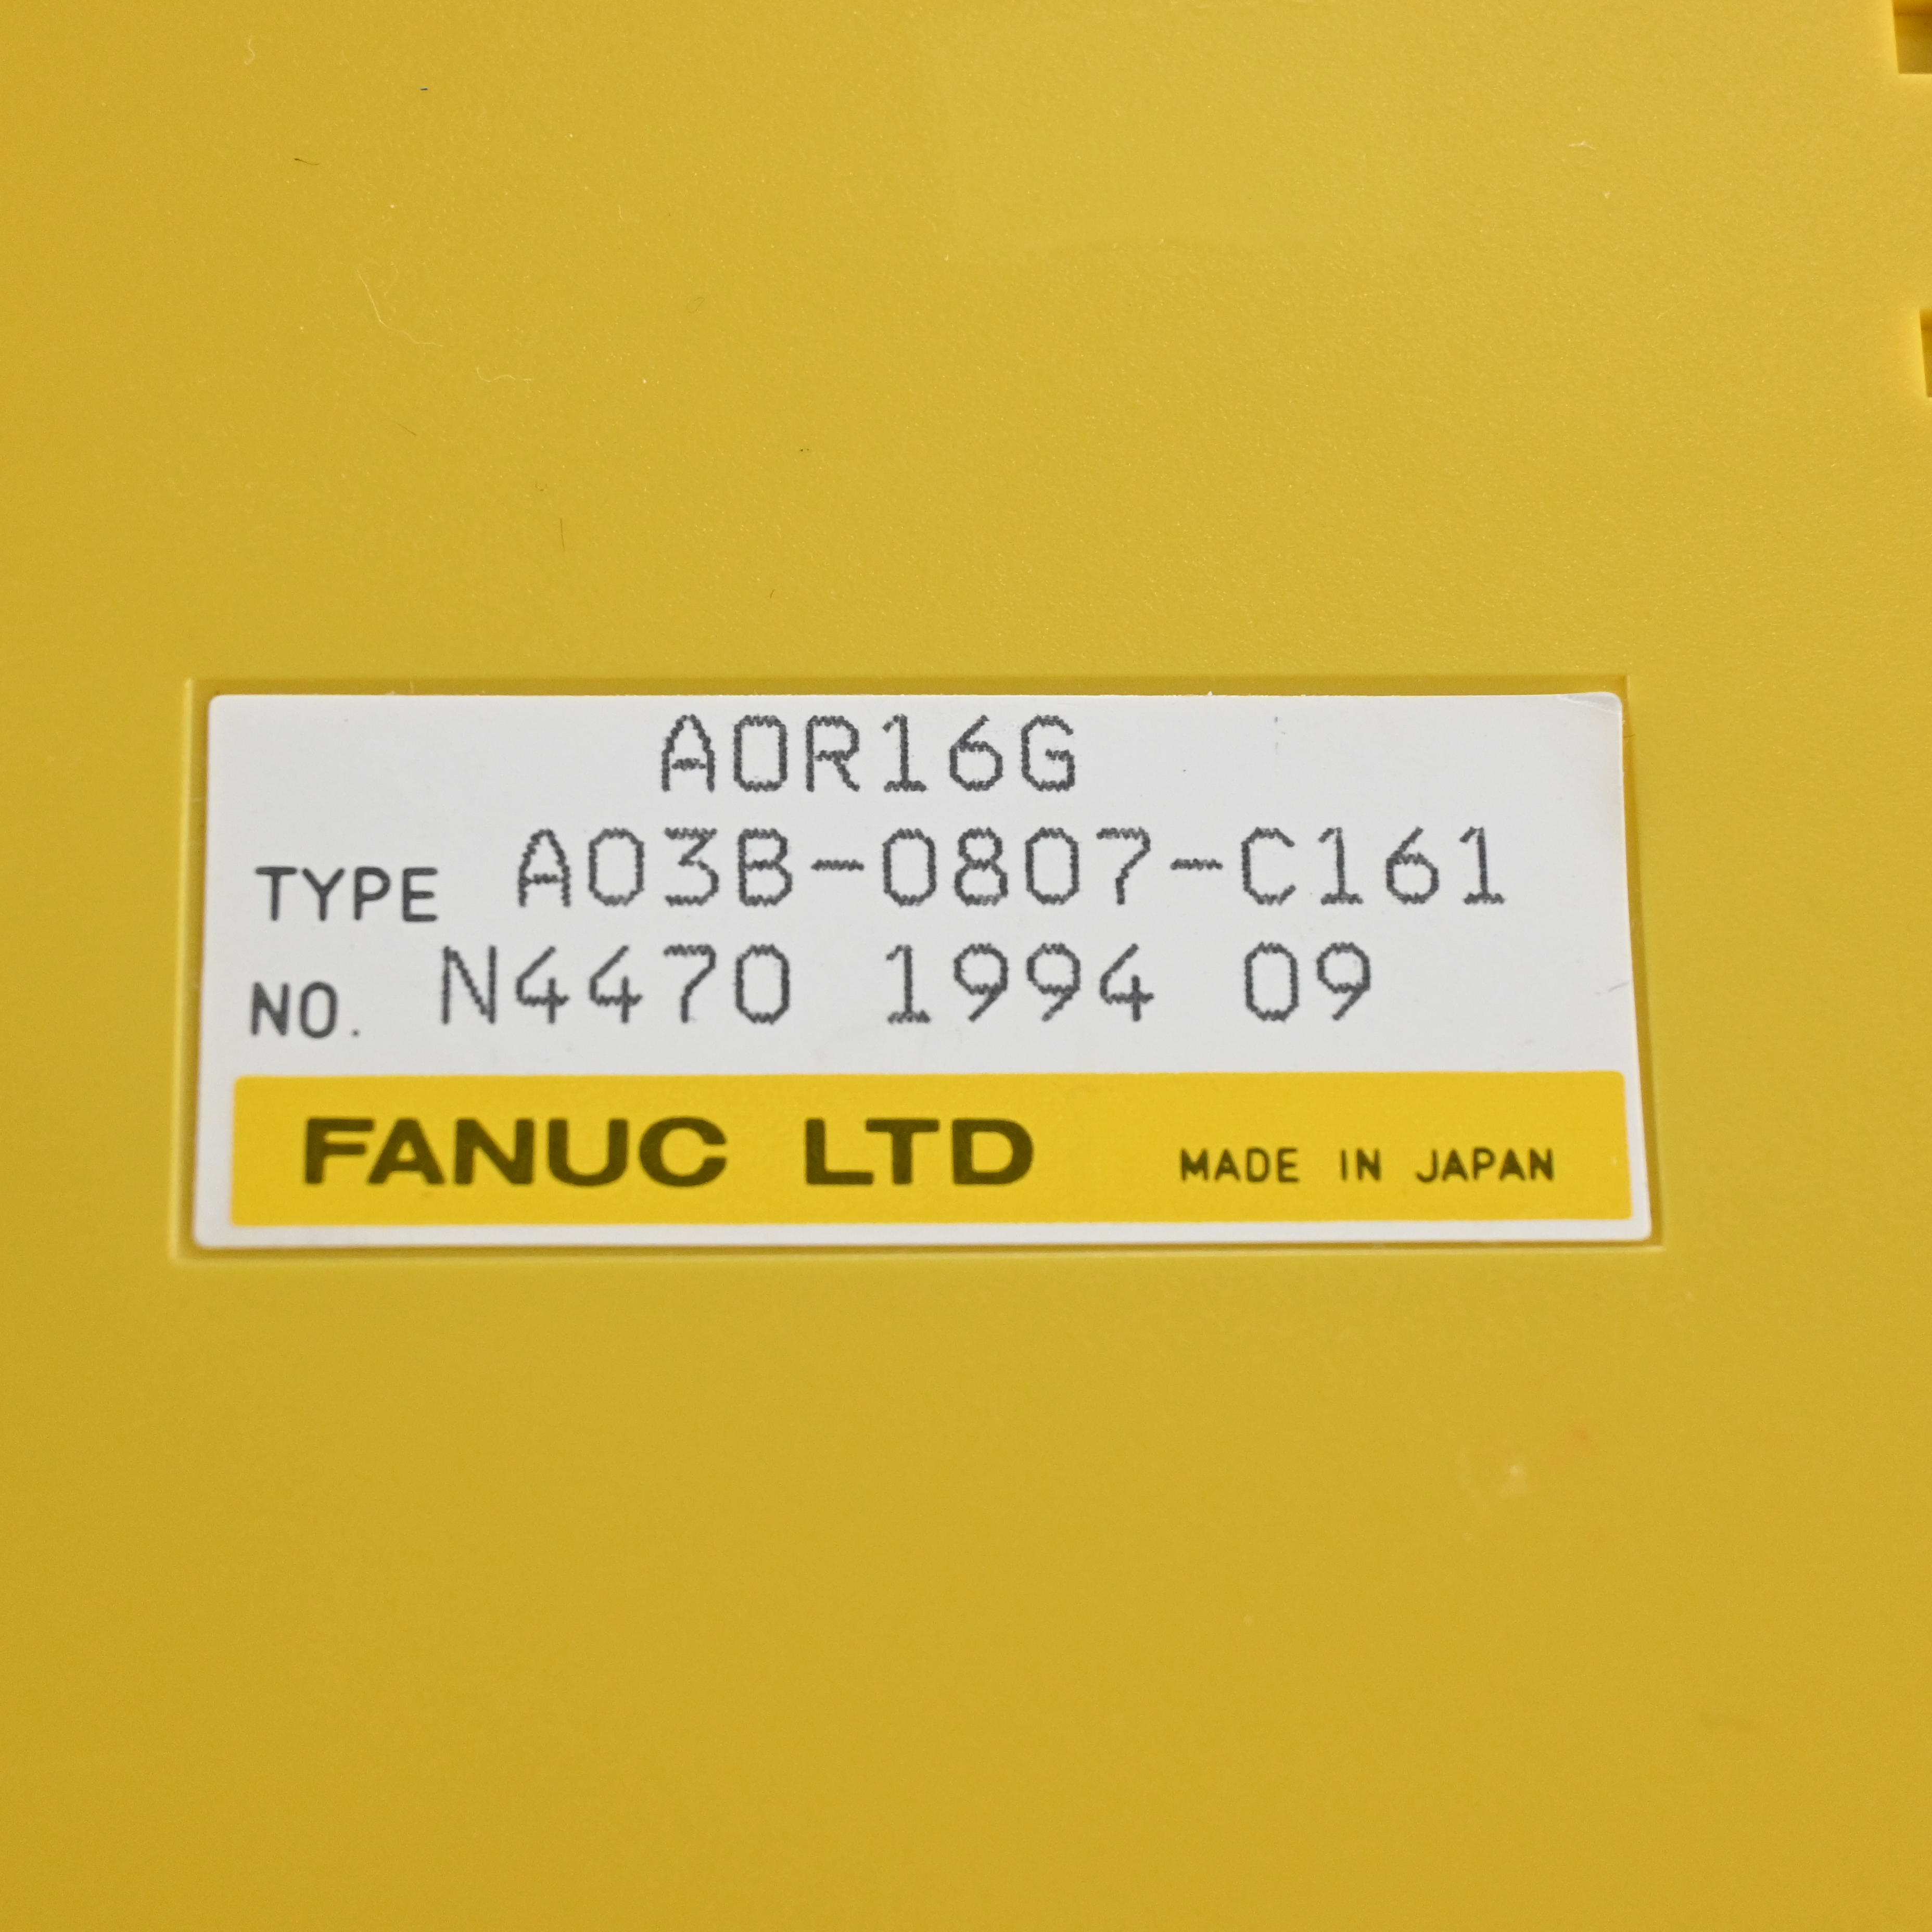 AOR16G
TYPE A03B-0807-C161
NO. N4470 1994 09
FANUC LTD MADE IN JAPAN